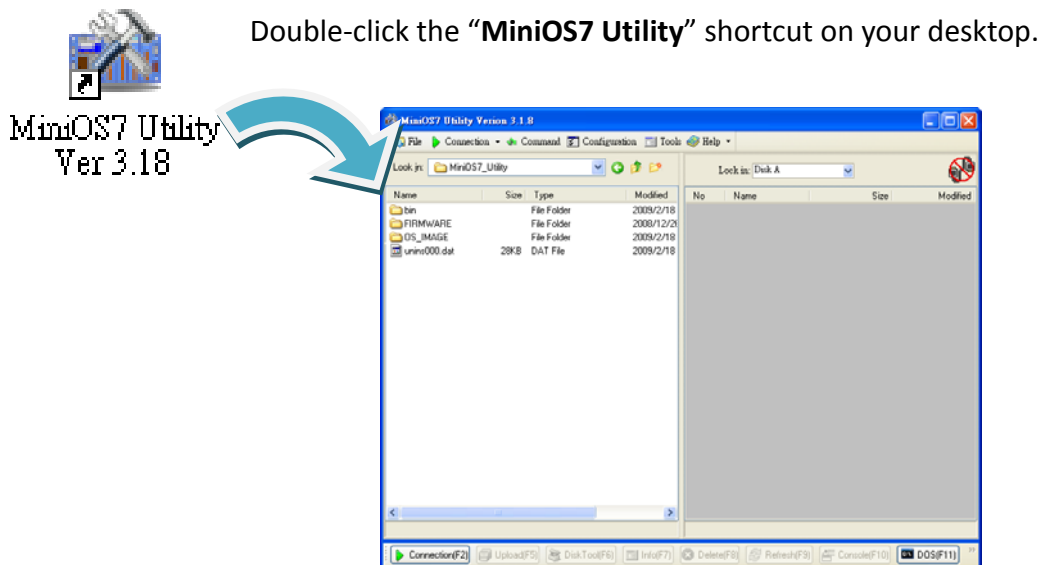 Double-click the “MiniOS7 Utility” shortcut on your desktop.
MiniOS7 Utility
Ver 3.18
MiniOS7 Utility Verion 3.1.8
File Connection Command Configuration Tools Help
Look in: MiniOS7_Utility
Look in: Disk A
Name Size Type Modified
No Name Size Modified
bin File Folder 2009/2/18
FIRMWARE File Folder 2008/12/2
OS_IMAGE File Folder 2009/2/18
unins000.dat 28KB DAT File 2009/2/18
Connection(F2) Upload(F5) DiskTool(F6) Info(F7) Delete(F8) Refresh(F9) Console(F10) DOS(F11)